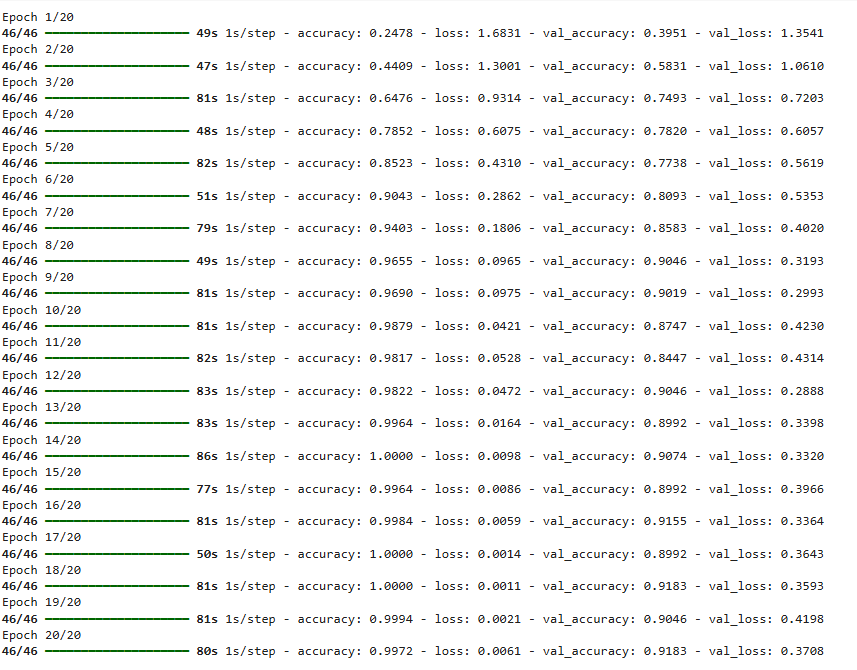 Epoch 1/20
46/46 ━━━━━━━━━━━━━━━━━━━━ 49s 1s/step - accuracy: 0.2478 - loss: 1.6831 - val_accuracy: 0.3951 - val_loss: 1.3541
Epoch 2/20
46/46 ━━━━━━━━━━━━━━━━━━━━ 47s 1s/step - accuracy: 0.4409 - loss: 1.3001 - val_accuracy: 0.5831 - val_loss: 1.0610
Epoch 3/20
46/46 ━━━━━━━━━━━━━━━━━━━━ 81s 1s/step - accuracy: 0.6476 - loss: 0.9314 - val_accuracy: 0.7493 - val_loss: 0.7203
Epoch 4/20
46/46 ━━━━━━━━━━━━━━━━━━━━ 48s 1s/step - accuracy: 0.7852 - loss: 0.6075 - val_accuracy: 0.7820 - val_loss: 0.6057
Epoch 5/20
46/46 ━━━━━━━━━━━━━━━━━━━━ 82s 1s/step - accuracy: 0.8523 - loss: 0.4310 - val_accuracy: 0.7738 - val_loss: 0.5619
Epoch 6/20
46/46 ━━━━━━━━━━━━━━━━━━━━ 51s 1s/step - accuracy: 0.9043 - loss: 0.2862 - val_accuracy: 0.8093 - val_loss: 0.5353
Epoch 7/20
46/46 ━━━━━━━━━━━━━━━━━━━━ 79s 1s/step - accuracy: 0.9403 - loss: 0.1806 - val_accuracy: 0.8583 - val_loss: 0.4020
Epoch 8/20
46/46 ━━━━━━━━━━━━━━━━━━━━ 49s 1s/step - accuracy: 0.9655 - loss: 0.0965 - val_accuracy: 0.9046 - val_loss: 0.3193
Epoch 9/20
46/46 ━━━━━━━━━━━━━━━━━━━━ 81s 1s/step - accuracy: 0.9690 - loss: 0.0975 - val_accuracy: 0.9019 - val_loss: 0.2993
Epoch 10/20
46/46 ━━━━━━━━━━━━━━━━━━━━ 81s 1s/step - accuracy: 0.9879 - loss: 0.0421 - val_accuracy: 0.8747 - val_loss: 0.4230
Epoch 11/20
46/46 ━━━━━━━━━━━━━━━━━━━━ 82s 1s/step - accuracy: 0.9817 - loss: 0.0528 - val_accuracy: 0.8447 - val_loss: 0.4314
Epoch 12/20
46/46 ━━━━━━━━━━━━━━━━━━━━ 83s 1s/step - accuracy: 0.9822 - loss: 0.0472 - val_accuracy: 0.9046 - val_loss: 0.2888
Epoch 13/20
46/46 ━━━━━━━━━━━━━━━━━━━━ 83s 1s/step - accuracy: 0.9964 - loss: 0.0164 - val_accuracy: 0.8992 - val_loss: 0.3398
Epoch 14/20
46/46 ━━━━━━━━━━━━━━━━━━━━ 86s 1s/step - accuracy: 1.0000 - loss: 0.0098 - val_accuracy: 0.9074 - val_loss: 0.3320
Epoch 15/20
46/46 ━━━━━━━━━━━━━━━━━━━━ 77s 1s/step - accuracy: 0.9964 - loss: 0.0086 - val_accuracy: 0.8992 - val_loss: 0.3966
Epoch 16/20
46/46 ━━━━━━━━━━━━━━━━━━━━ 81s 1s/step - accuracy: 0.9984 - loss: 0.0059 - val_accuracy: 0.9155 - val_loss: 0.3364
Epoch 17/20
46/46 ━━━━━━━━━━━━━━━━━━━━ 50s 1s/step - accuracy: 1.0000 - loss: 0.0014 - val_accuracy: 0.8992 - val_loss: 0.3643
Epoch 18/20
46/46 ━━━━━━━━━━━━━━━━━━━━ 81s 1s/step - accuracy: 1.0000 - loss: 0.0011 - val_accuracy: 0.9183 - val_loss: 0.3593
Epoch 19/20
46/46 ━━━━━━━━━━━━━━━━━━━━ 81s 1s/step - accuracy: 0.9994 - loss: 0.0021 - val_accuracy: 0.9046 - val_loss: 0.4198
Epoch 20/20
46/46 ━━━━━━━━━━━━━━━━━━━━ 80s 1s/step - accuracy: 0.9972 - loss: 0.0061 - val_accuracy: 0.9183 - val_loss: 0.3708